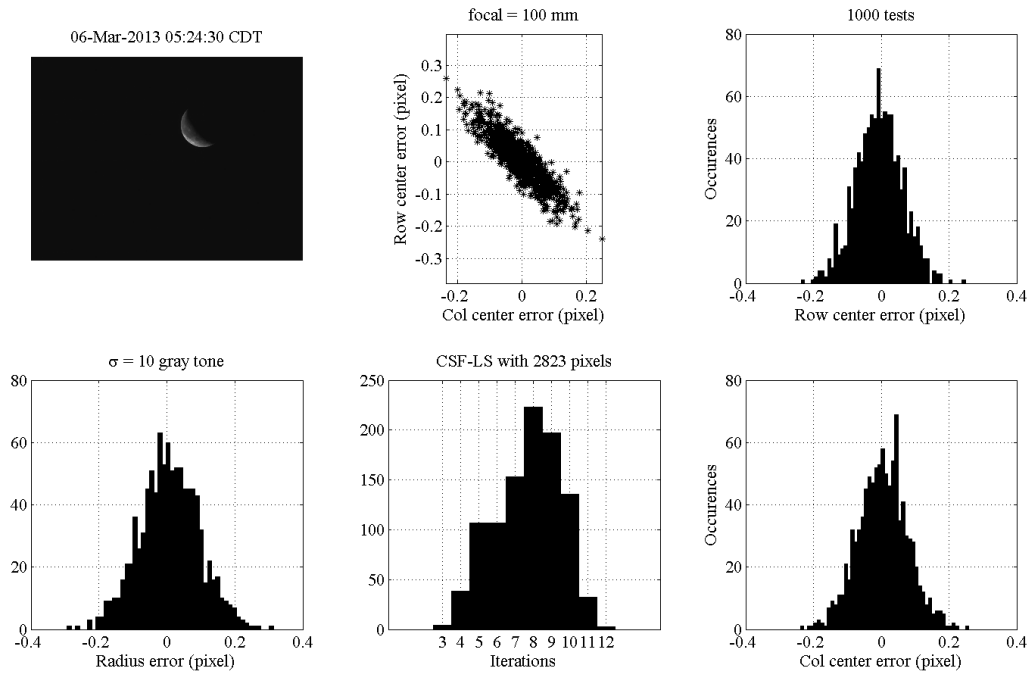 06-Mar-2013 05:24:30 CDT
focal = 100 mm
0.3
0.2
0.1
0
-0.1
-0.2
-0.3
Row center error (pixel)
-0.2 0 0.2
Col center error (pixel)
1000 tests
80
60
40
20
0
Occurences
-0.4 -0.2 0 0.2 0.4
Row center error (pixel)
σ = 10 gray tone
80
60
40
20
0
-0.4 -0.2 0 0.2 0.4
Radius error (pixel)
CSF-LS with 2823 pixels
250
200
150
100
50
0
3 4 5 6 7 8 9 10 11 12
Iterations
80
60
40
20
0
Occurences
-0.4 -0.2 0 0.2 0.4
Col center error (pixel)